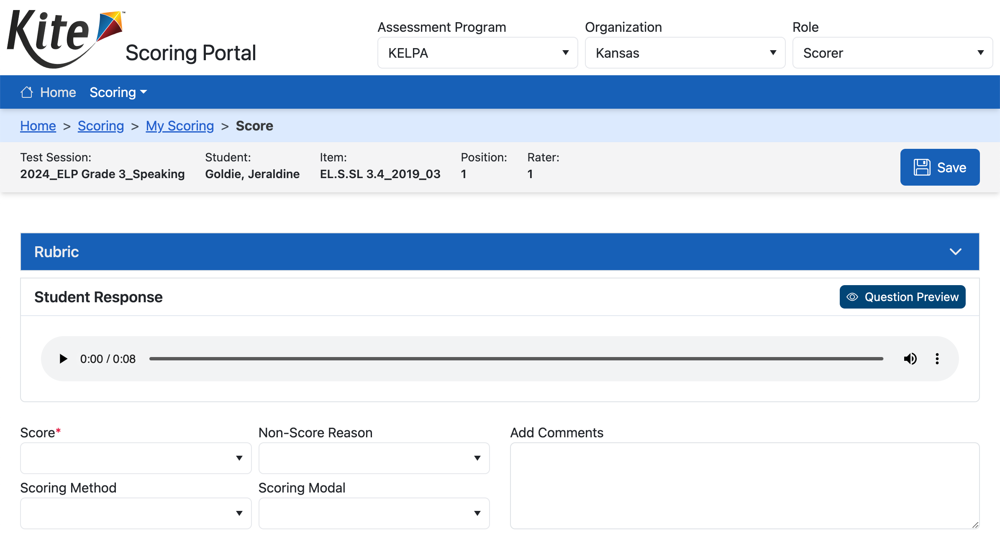 Kite™
Scoring Portal
Assessment Program
Organization
Role
KELPA
Kansas
Scorer
Home
Scoring
Home > Scoring > My Scoring > Score
Test Session:
2024_ELP Grade 3_Speaking
Student:
Goldie, Jeraldine
Item:
EL.S.SL 3.4_2019_03
Position:
1
Rater:
1
Save
Rubric
Student Response
Question Preview
0:00 / 0:08
Score*
Non-Score Reason
Add Comments
Scoring Method
Scoring Modal